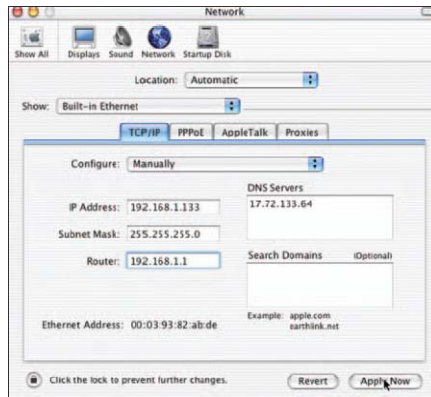 Network
Show All Displays Sound Network Startup Disk
Location: Automatic
Show: Built-in Ethernet
TCP/IP PPPoE AppleTalk Proxies
Configure: Manually
DNS Servers
IP Address: 192.168.1.133 17.72.133.64
Subnet Mask: 255.255.255.0
Router: 192.168.1.1 Search Domains (Optional)
Example: apple.com
Ethernet Address: 00:03:93:82:ab:de earthlink.net
Click the lock to prevent further changes. Revert Apply Now